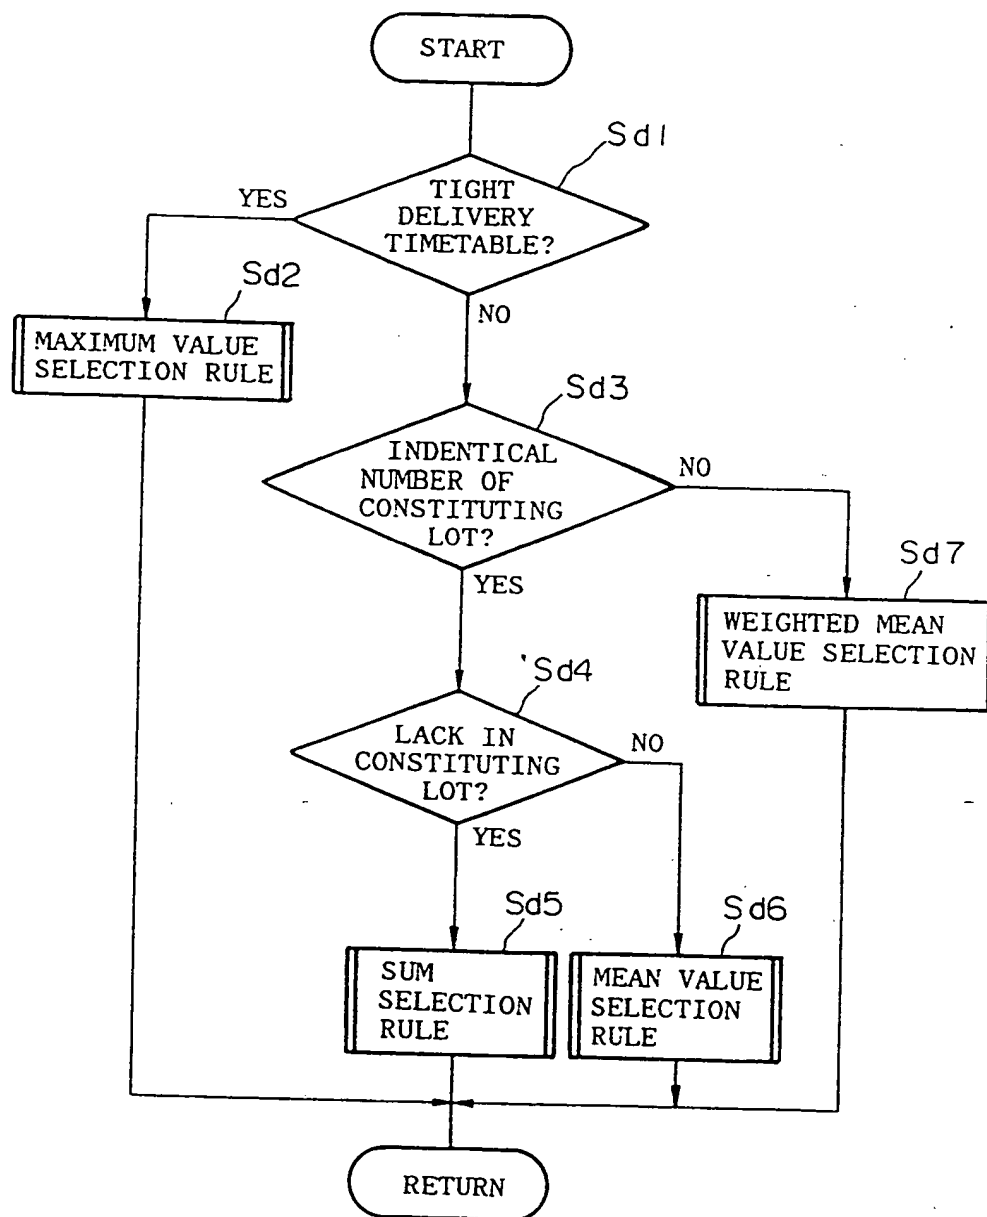 START
Sd1
YES
TIGHT
DELIVERY
TIMETABLE?
Sd2
NO
MAXIMUM VALUE
SELECTION RULE
Sd3
INDENTICAL
NUMBER OF
CONSTITUTING
LOT?
NO
YES
Sd7
WEIGHTED MEAN
VALUE SELECTION
RULE
Sd4
LACK IN
CONSTITUTING
LOT?
NO
YES
Sd5
Sd6
SUM
SELECTION
RULE
MEAN VALUE
SELECTION
RULE
RETURN